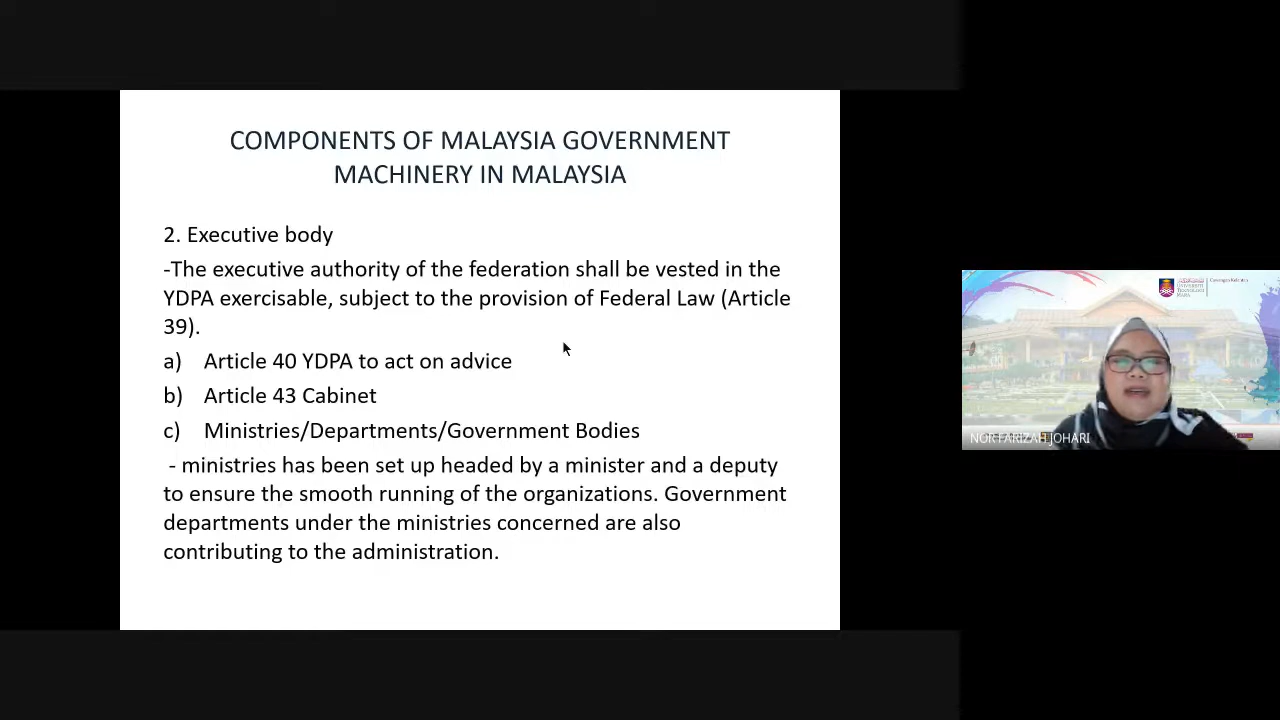 COMPONENTS OF MALAYSIA GOVERNMENT
MACHINERY IN MALAYSIA
2. Executive body
-The executive authority of the federation shall be vested in the
YDPA exercisable, subject to the provision of Federal Law (Article
39).
a) Article 40 YDPA to act on advice
b) Article 43 Cabinet
c) Ministries/Departments/Government Bodies
- ministries has been set up headed by a minister and a deputy
to ensure the smooth running of the organizations. Government
departments under the ministries concerned are also
contributing to the administration.
UNIVERSITI
TEKNOLOGI
MARA
NOR FARIZAH JOHARI